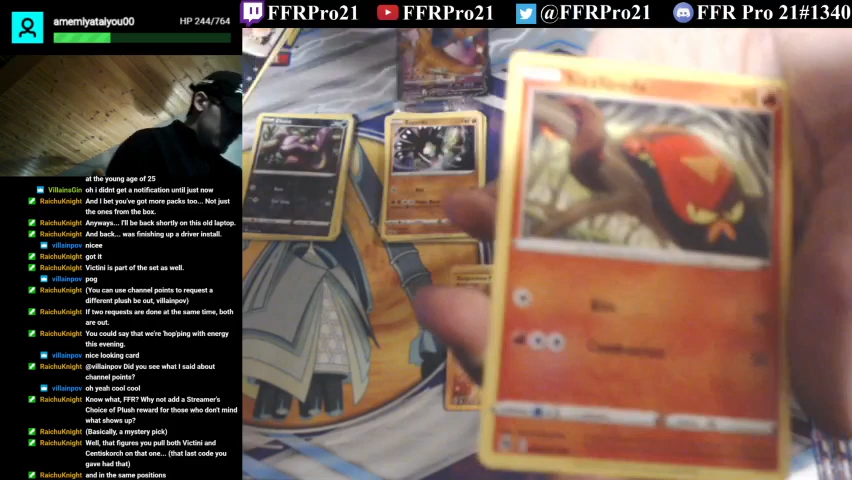 amemlyatalyou00
HP 244/764
FFRPro21
FFRPro21
@FFRPro21
FFR Pro 21#1340
at the young age of 25
VillainsGin oh i didnt get a notification until just now
RaichuKnight And I bet you've got more packs too... Not just
the ones from the box.
RaichuKnight Anyways... I'll be back shortly on this old laptop.
RaichuKnight And back... was finishing up a driver install.
villainpov nicee
RaichuKnight got it
RaichuKnight Victini is part of the set as well.
villainpov pog
RaichuKnight (You can use channel points to request a
different plush be out, villainpov)
RaichuKnight If two requests are done at the same time, both
are out.
RaichuKnight You could say that we're 'hop'ping with energy
this evening.
villainpov nice looking card
RaichuKnight @villainpov Did you see what I said about
channel points?
villainpov oh yeah cool cool
RaichuKnight Know what, FFR? Why not add a Streamer's
Choice of Plush reward for those who don't mind
what shows up?
RaichuKnight (Basically, a mystery pick)
RaichuKnight Well, that figures you pull both Victini and
Centiskorch on that one... (that last code you
gave had that)
RaichuKnight and in the same positions